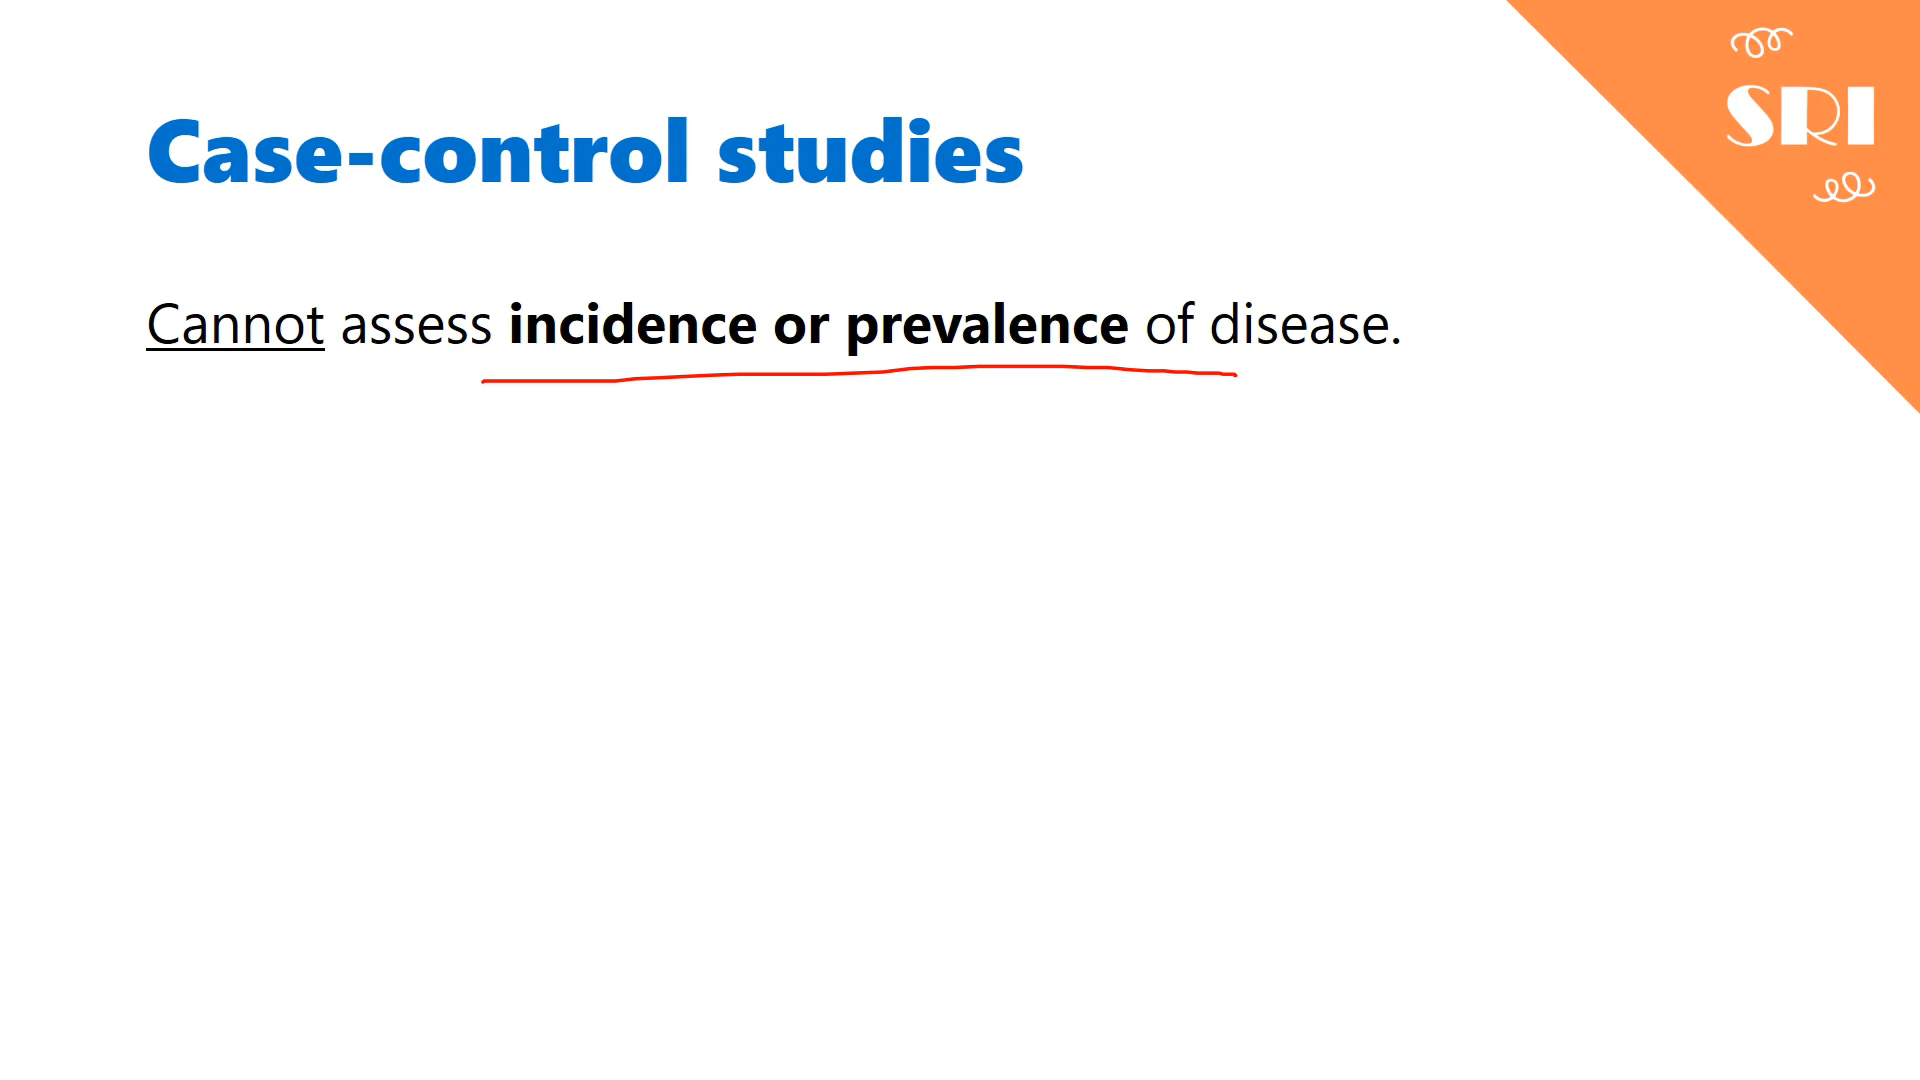 SRI
Case-control studies
Cannot assess incidence or prevalence of disease.